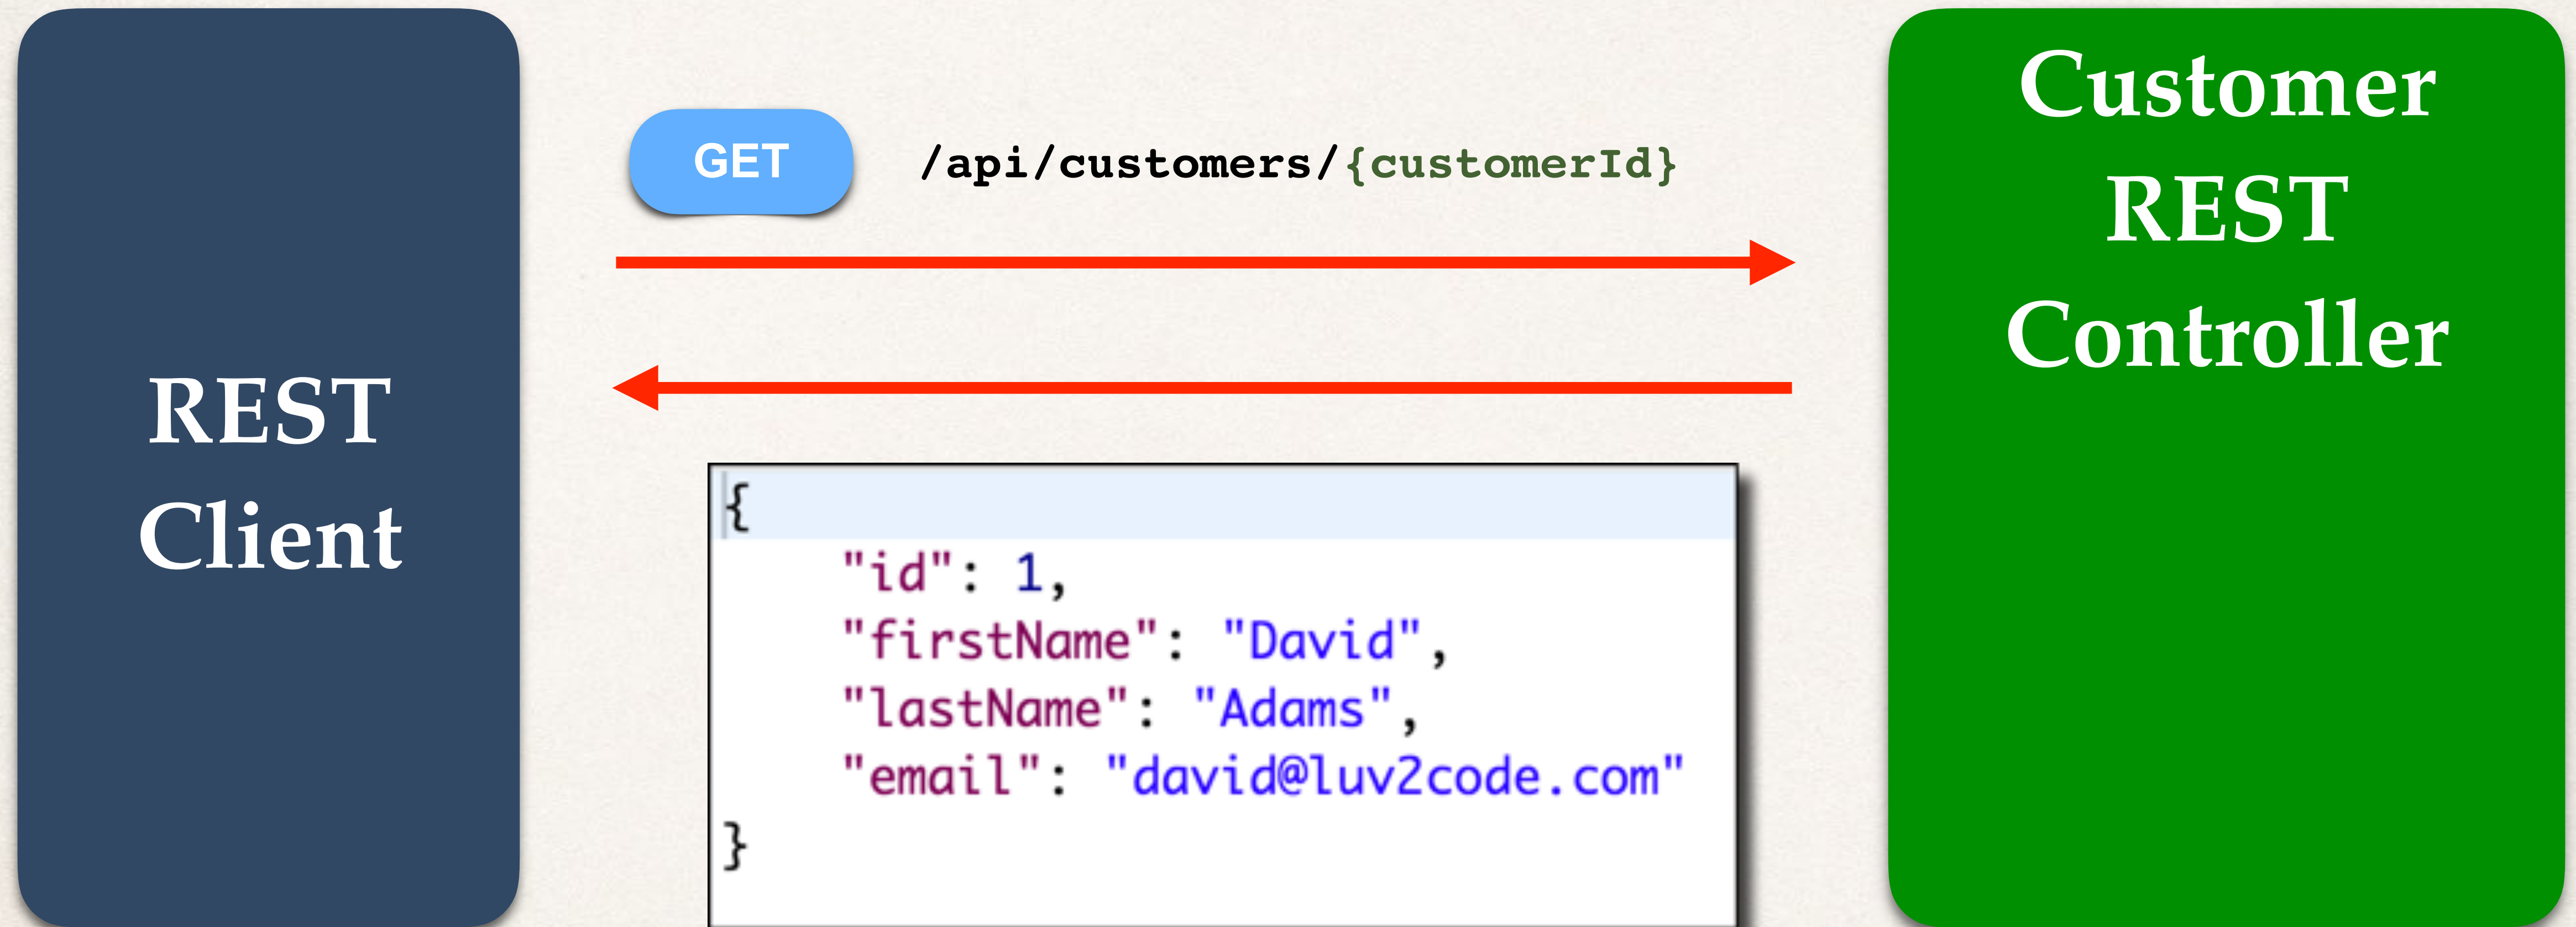 REST
Client
GET
/api/customers/{customerId}
{
"id": 1,
"firstName": "David",
"lastName": "Adams",
"email": "david@luv2code.com"
}
Customer
REST
Controller